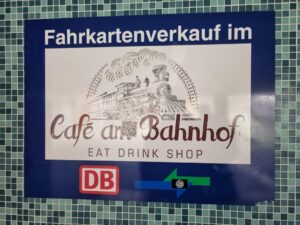 Fahrkartenverkauf im
Café am Bahnhof
EAT DRINK SHOP
DB